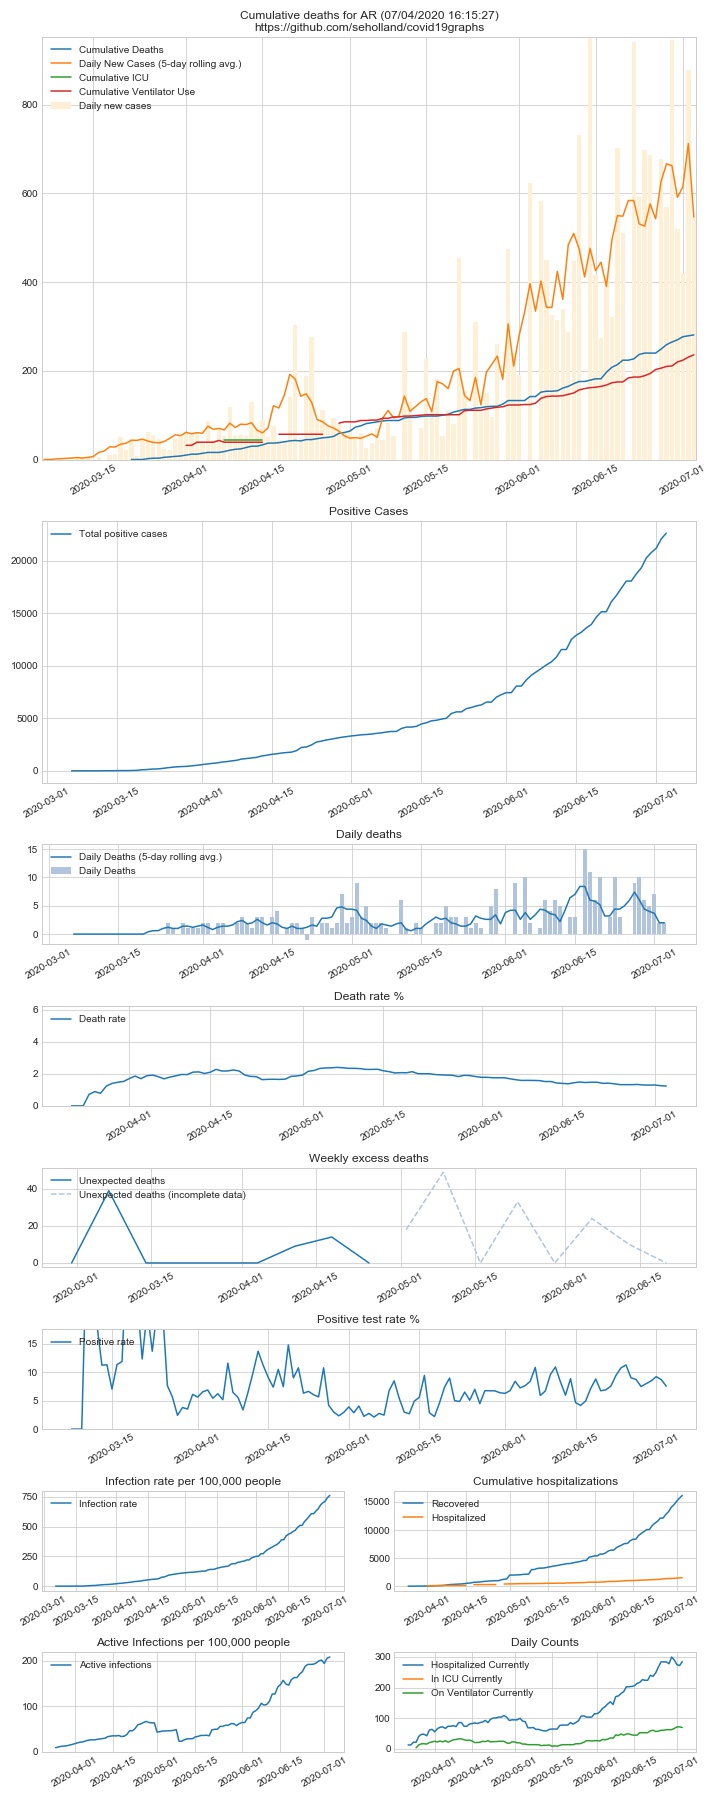 Cumulative deaths for AR (07/04/2020 16:15:27)
https://github.com/seholland/covid19graphs
Cumulative Deaths
Daily New Cases (5-day rolling avg.)
Cumulative ICU
Cumulative Ventilator Use
Daily new cases
800
600
400
200
0
2020-03-15 2020-04-01 2020-04-15 2020-05-01 2020-05-15 2020-06-01 2020-06-15 2020-07-01
Positive Cases
Total positive cases
20000
15000
10000
5000
0
2020-03-01 2020-03-15 2020-04-01 2020-04-15 2020-05-01 2020-05-15 2020-06-01 2020-06-15 2020-07-01
Daily deaths
Daily Deaths (5-day rolling avg.)
Daily Deaths
15
10
5
0
2020-03-01 2020-03-15 2020-04-01 2020-04-15 2020-05-01 2020-05-15 2020-06-01 2020-06-15 2020-07-01
Death rate %
Death rate
6
4
2
0
2020-04-01 2020-04-15 2020-05-01 2020-05-15 2020-06-01 2020-06-15 2020-07-01
Weekly excess deaths
Unexpected deaths
Unexpected deaths (incomplete data)
40
20
0
2020-03-01 2020-03-15 2020-04-01 2020-04-15 2020-05-01 2020-05-15 2020-06-01 2020-06-15
Positive test rate %
Positive rate
15
10
5
0
2020-03-15 2020-04-01 2020-04-15 2020-05-01 2020-05-15 2020-06-01 2020-06-15 2020-07-01
Infection rate per 100,000 people
Infection rate
750
500
250
0
2020-03-01 2020-03-15 2020-04-01 2020-04-15 2020-05-01 2020-05-15 2020-06-01 2020-06-15 2020-07-01
Cumulative hospitalizations
Recovered
Hospitalized
15000
10000
5000
0
2020-04-01 2020-04-15 2020-05-01 2020-05-15 2020-06-01 2020-06-15 2020-07-01
Active Infections per 100,000 people
Active infections
200
100
0
2020-04-01 2020-04-15 2020-05-01 2020-05-15 2020-06-01 2020-06-15 2020-07-01
Daily Counts
Hospitalized Currently
In ICU Currently
On Ventilator Currently
300
200
100
0
2020-04-01 2020-04-15 2020-05-01 2020-05-15 2020-06-01 2020-06-15 2020-07-01